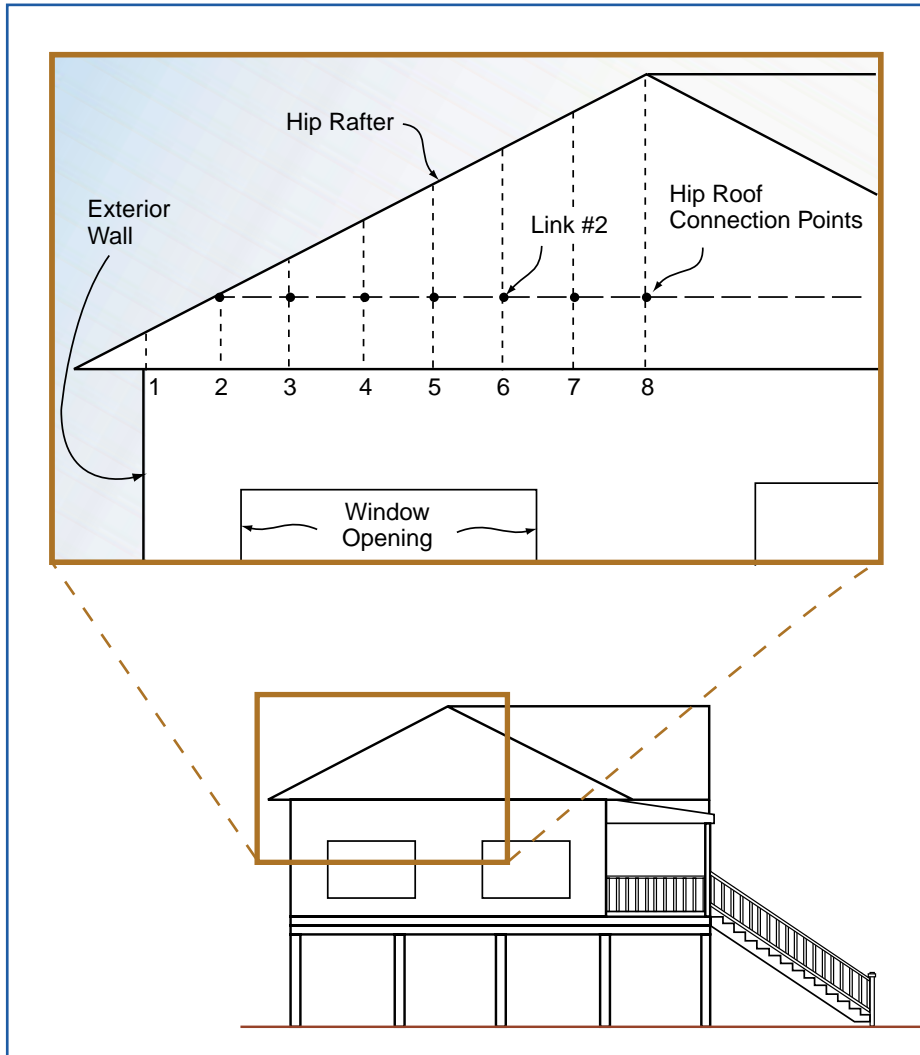 Hip Rafter
Exterior
Wall
Link #2
Hip Roof
Connection Points
1 2 3 4 5 6 7 8
Window
Opening